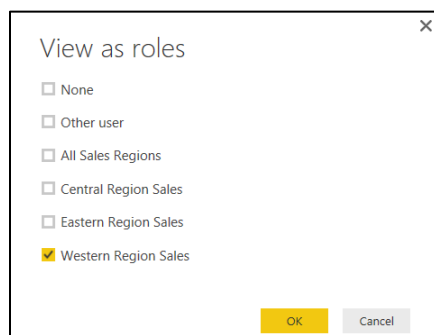 View as roles
None
Other user
All Sales Regions
Central Region Sales
Eastern Region Sales
Western Region Sales
OK Cancel